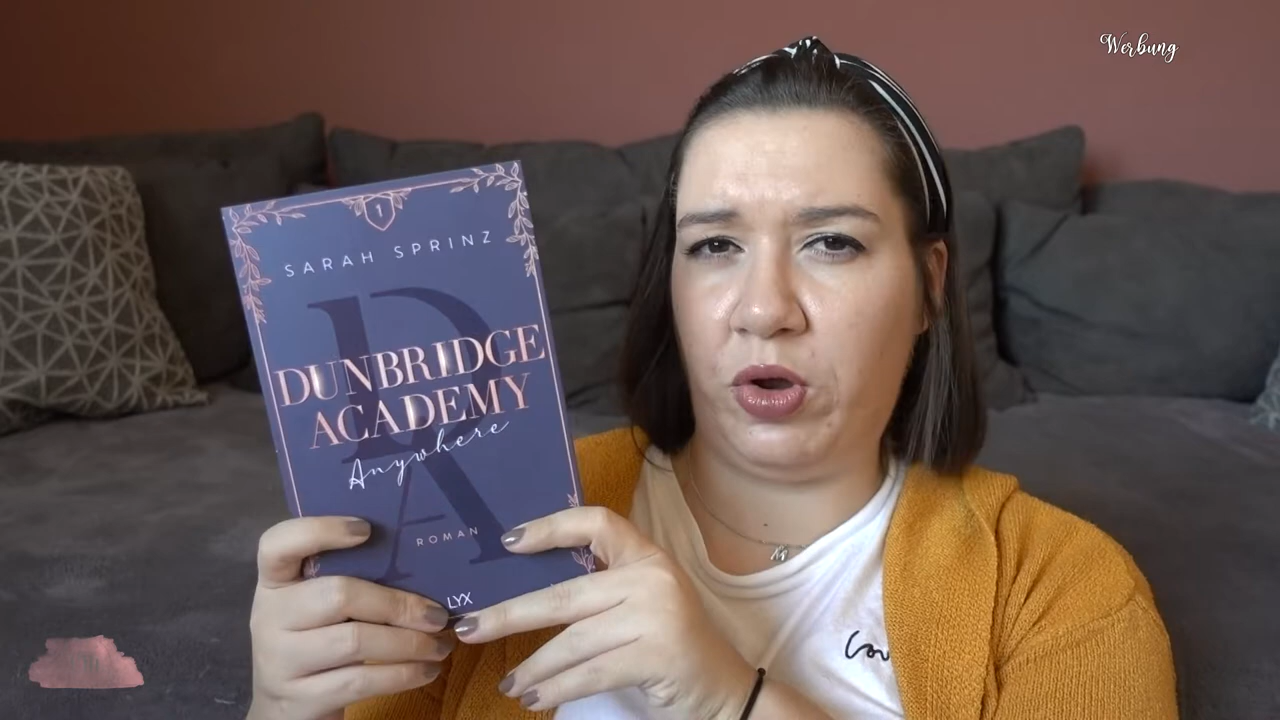 Werbung
1
SARAH SPRINZ
DUNBRIDGE
ACADEMY
Anywhere
ROMAN
LYX